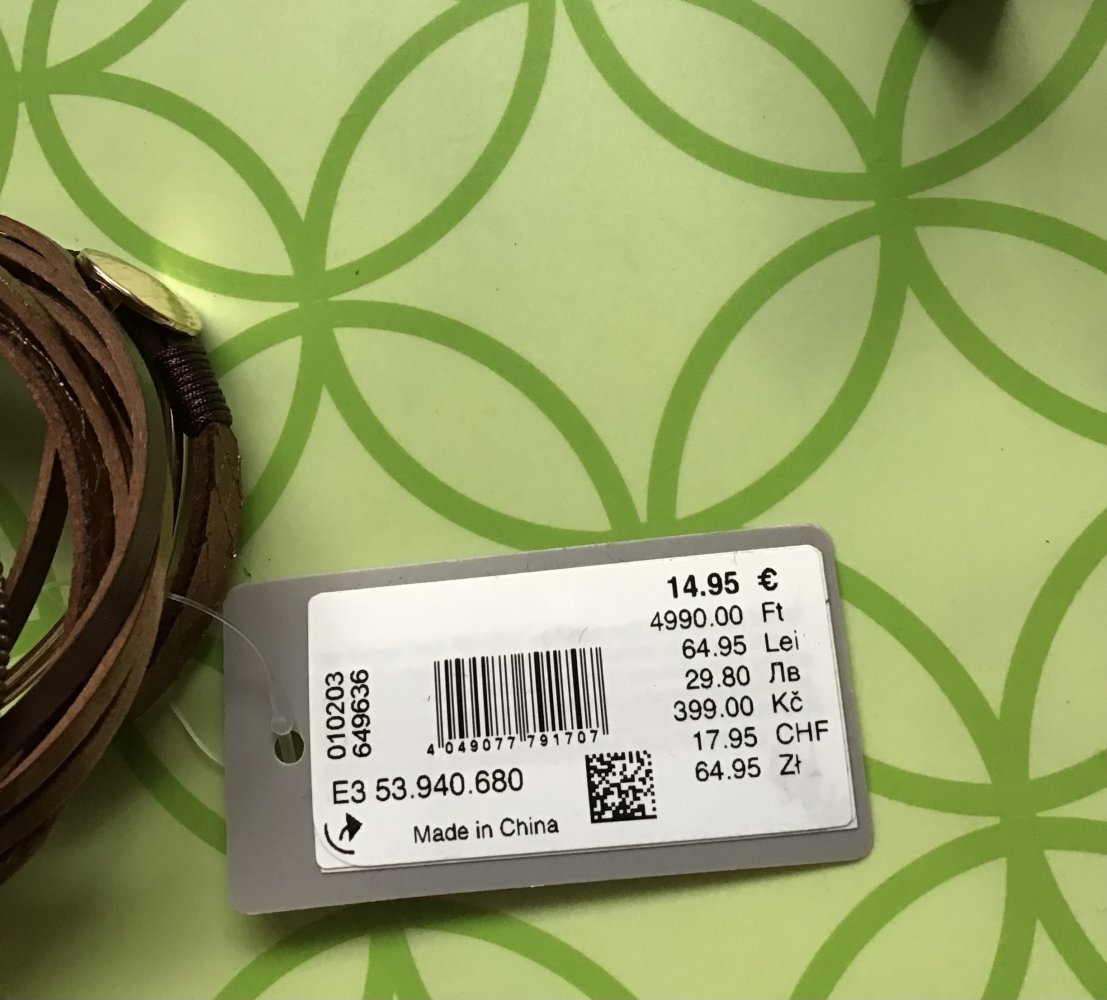 14.95 €
4990.00 Ft
64.95 Lei
29.80 Лв
399.00 Kč
17.95 CHF
64.95 Zł
010203
649636
4 049077 791707
E3 53.940.680
Made in China